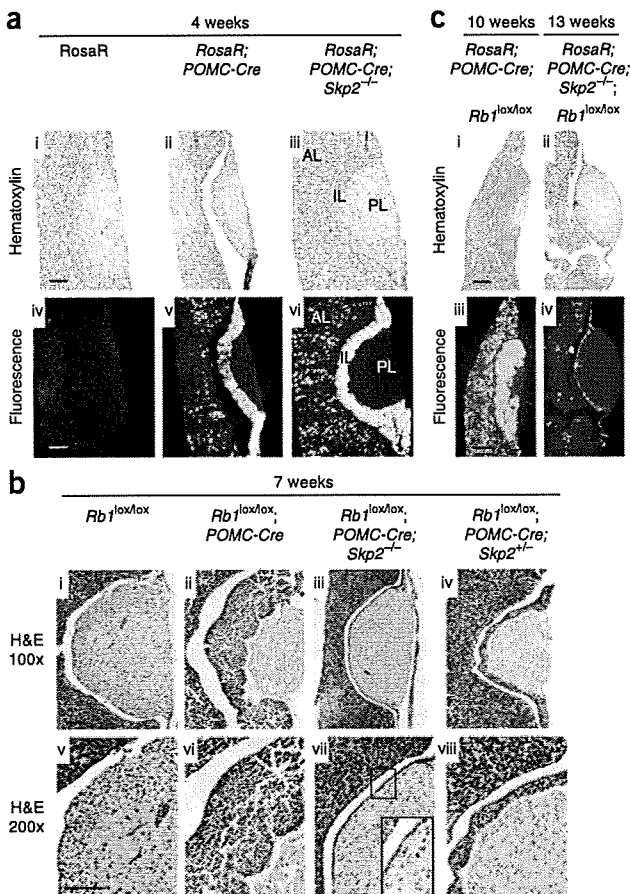 a
4 weeks
RosaR
RosaR;
POMC-Cre
RosaR;
POMC-Cre;
Skp2–/–
Hematoxylin
i
ii
iii
AL
IL
PL
Fluorescence
iv
v
vi
AL
IL
PL
c
10 weeks
13 weeks
RosaR;
POMC-Cre;
Rb1lox/lox
RosaR;
POMC-Cre;
Skp2–/–;
Rb1lox/lox
Hematoxylin
i
ii
Fluorescence
iii
iv
b
7 weeks
Rb1lox/lox
Rb1lox/lox;
POMC-Cre
Rb1lox/lox;
POMC-Cre;
Skp2–/–
Rb1lox/lox;
POMC-Cre;
Skp2+/–
H&E
100x
i
ii
iii
iv
H&E
200x
v
vi
vii
viii